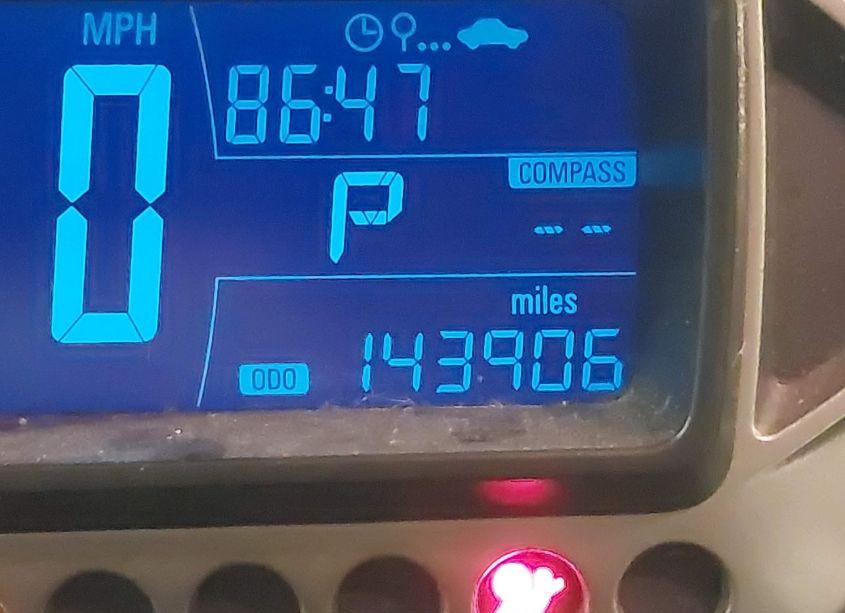 MPH
0
86:47
P
COMPASS
-- --
miles
ODO 143906